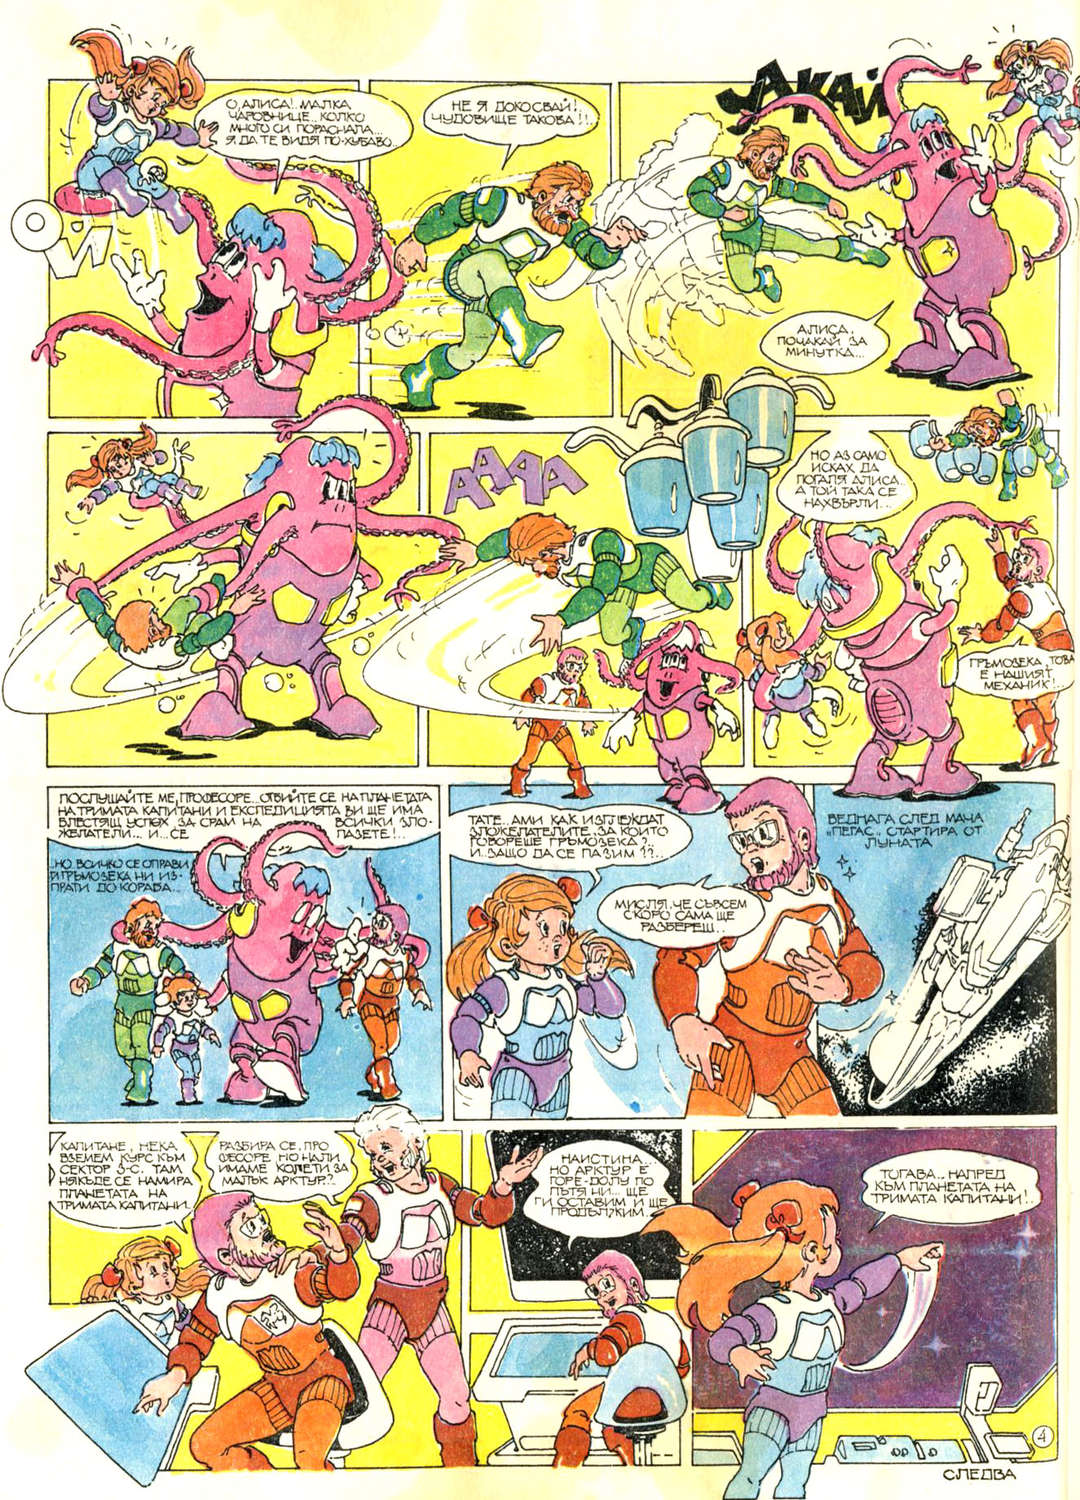 О, АЛИСА!. МАЛКА
ЧАРОВНИЦЕ... КОЛКО
МНОГО СИ ПОРАСНАЛА...
Я ДА ТЕ ВИДЯ ПО-ХУБАВО...
ОЙ
НЕ Я ДОКОСВАЙ!
ЧУДОВИЩЕ ТАКОВА!!.
УАКАЙ
АЛИСА,
ПОЧАКАЙ ЗА
МИНУТКА...
АААА
НО АЗ САМО
ИСКАХ ДА
ПОГАЛЯ АЛИСА..
А ТОЙ ТАКА СЕ
НАХВЪРЛИ...
ГРЪМОЗЕКА, ТОВА
Е НАШИЯТ
МЕХАНИК!..
ПОСЛУШАЙТЕ МЕ, ПРОФЕСОРЕ...ОТБИЙТЕ СЕ НА ПЛАНЕТАТА
НА ТРИМАТА КАПИТАНИ И ЕКСПЕДИЦИЯТА ВИ ЩЕ ИМА
БЛЕСТЯЩ УСПЕХ ЗА СРАМ НА ВСИЧКИ ЗЛО-
ЖЕЛАТЕЛИ... И... СЕ ПАЗЕТЕ!..
..НО ВСИЧКО СЕ ОПРАВИ
И ГРЪМОЗЕКА НИ ИЗ-
ПРАТИ ДО КОРАБА...
ТАТЕ...АМИ КАК ИЗГЛЕЖДАТ
ЗЛОЖЕЛАТЕЛИТЕ, ЗА КОИТО
ГОВОРЕШЕ ГРЪМОЗЕКА?..
И..ЗАЩО ДА СЕ ПАЗИМ ??..
МИСЛЯ, ЧЕ СЪВСЕМ
СКОРО САМА ЩЕ
РАЗБЕРЕШ..
ВЕДНАГА СЛЕД МАЧА
„ПЕГАС„ СТАРТИРА ОТ
ЛУНАТА
КАПИТАНЕ, НЕКА
ВЗЕМЕМ КУРС КЪМ
СЕКТОР 5-С. ТАМ
НЯКЪДЕ СЕ НАМИРА
ПЛАНЕТАТА НА
ТРИМАТА КАПИТАНИ.
РАЗБИРА СЕ, ПРО
ФЕСОРЕ, НО НАЛИ
ИМАМЕ КОЛЕТИ ЗА
МАЛЪК АРКТУР?
НАИСТИНА...
НО АРКТУР Е
ГОРЕ-ДОЛУ ПО
ПЪТЯ НИ... ЩЕ
ГИ ОСТАВИМ И ЩЕ
ПРОДЪЛЖИМ..
ТОГАВА...НАПРЕД
КЪМ ПЛАНЕТАТА НА
ТРИМАТА КАПИТАНИ!.
4
СЛЕДВА